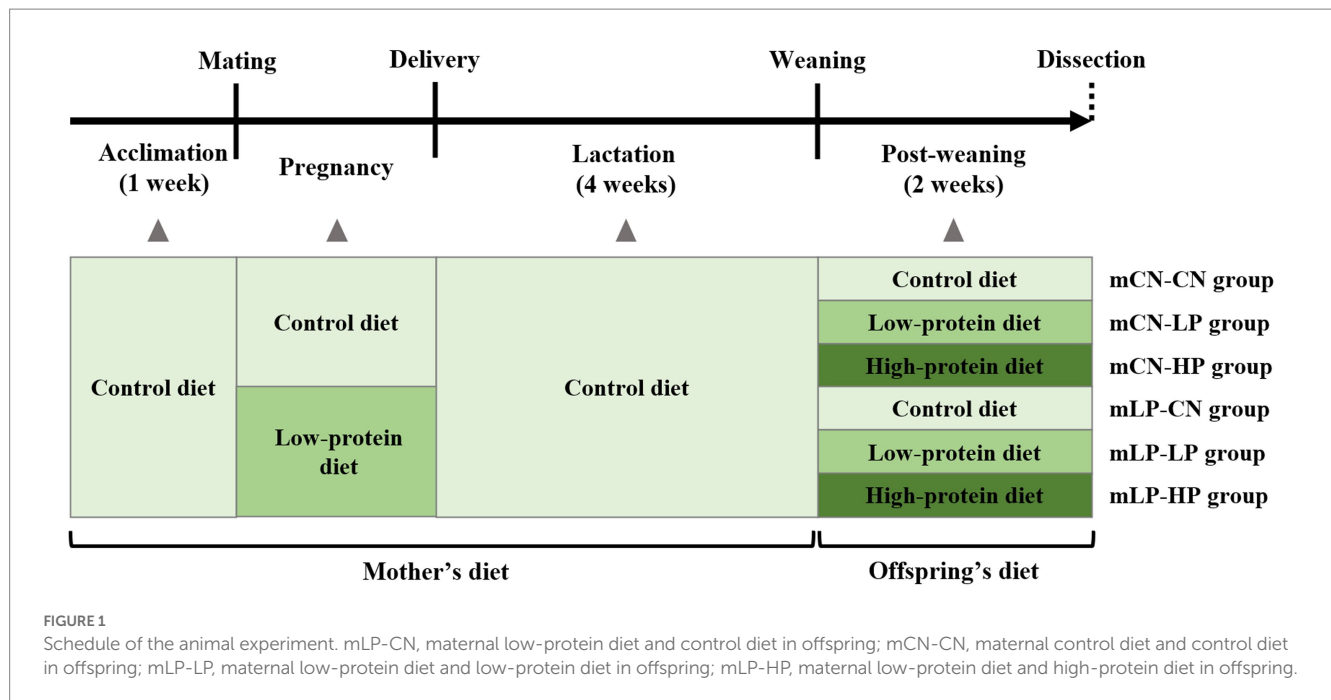 Mating
Delivery
Weaning
Dissection
Acclimation
(1 week)
Pregnancy
Lactation
(4 weeks)
Post-weaning
(2 weeks)
Control diet
Control diet
Low-protein
diet
Control diet
Control diet
mCN-CN group
Low-protein diet
mCN-LP group
High-protein diet
mCN-HP group
Control diet
mLP-CN group
Low-protein diet
mLP-LP group
High-protein diet
mLP-HP group
Mother's diet
Offspring's diet
FIGURE 1
Schedule of the animal experiment. mLP-CN, maternal low-protein diet and control diet in offspring; mCN-CN, maternal control diet and control diet
in offspring; mLP-LP, maternal low-protein diet and low-protein diet in offspring; mLP-HP, maternal low-protein diet and high-protein diet in offspring.